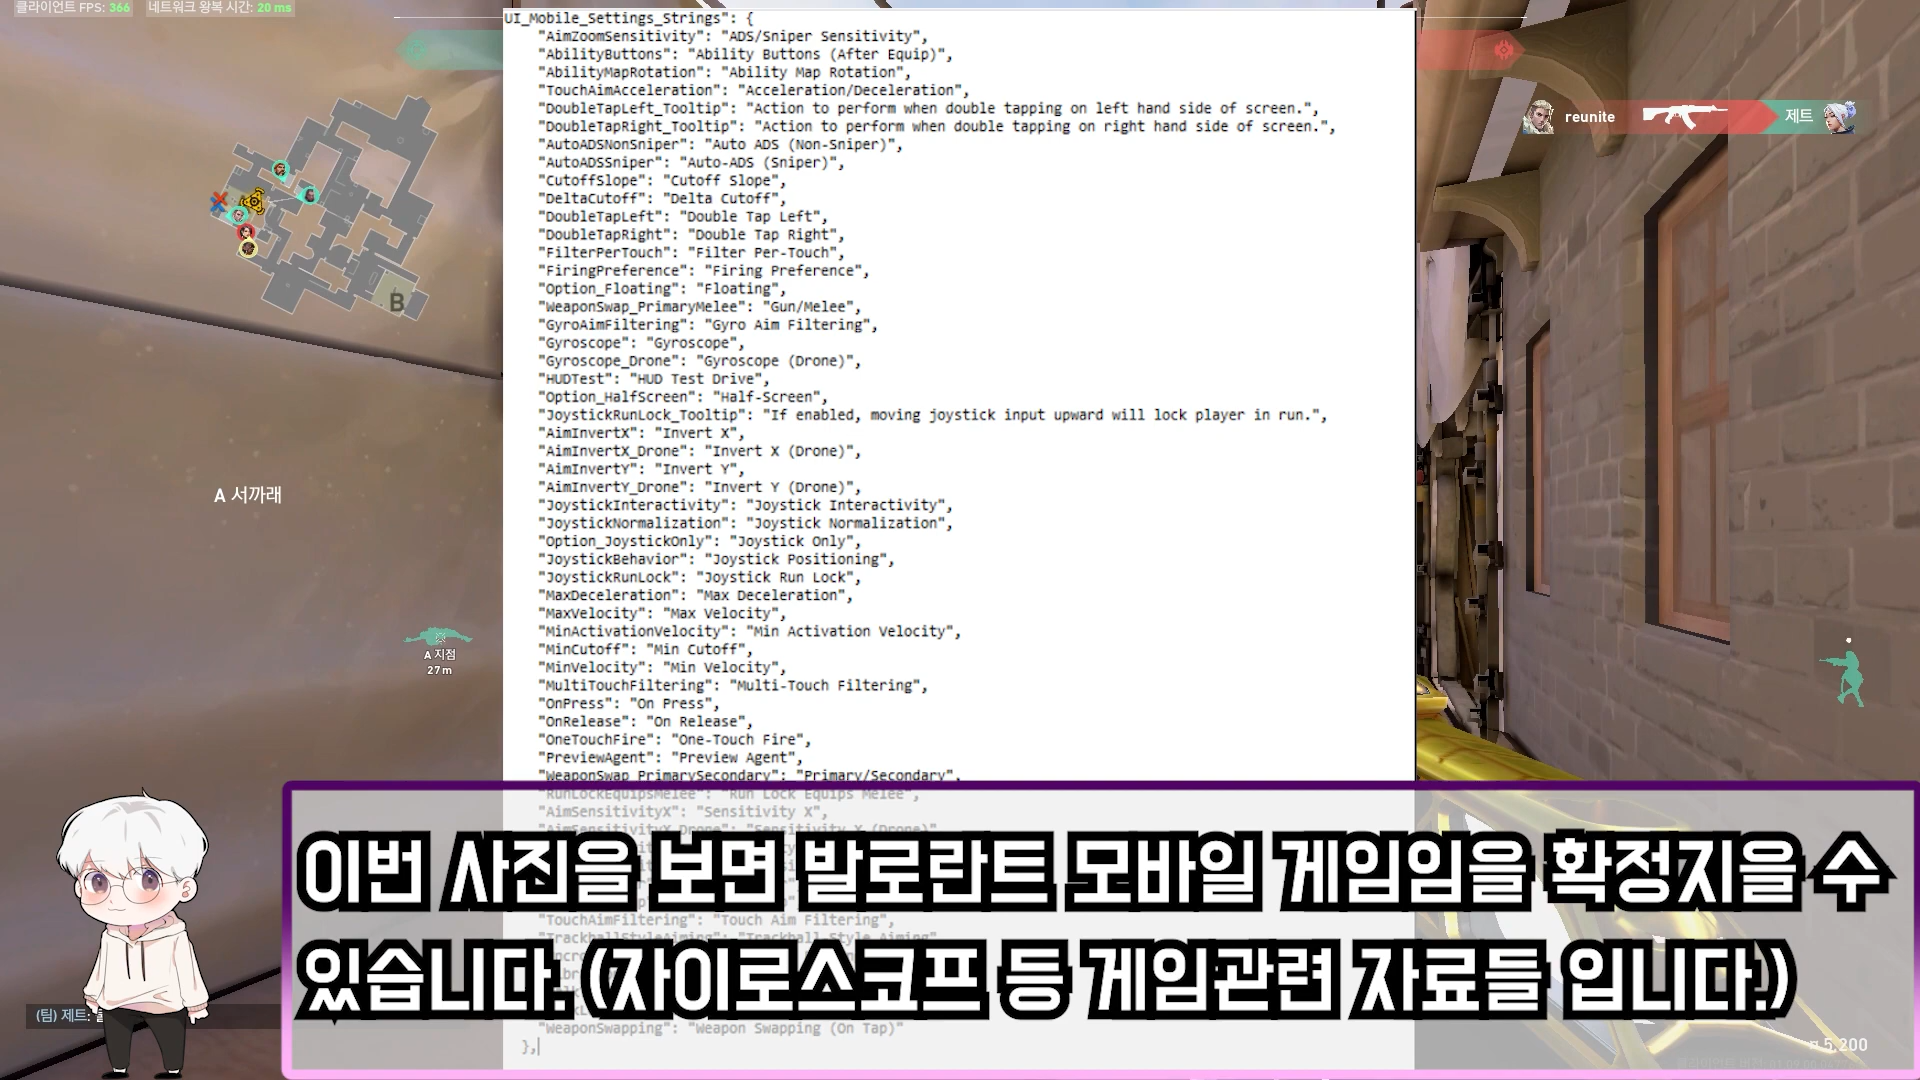 클라이언트 FPS: 366 네트워크 왕복 시간: 20 ms
UI_Mobile_Settings_Strings": {
"AimZoomSensitivity": "ADS/Sniper Sensitivity",
"AbilityButtons": "Ability Buttons (After Equip)",
"AbilityMapRotation": "Ability Map Rotation",
"TouchAimAcceleration": "Acceleration/Deceleration",
"DoubleTapLeft_Tooltip": "Action to perform when double tapping on left hand side of screen.",
"DoubleTapRight_Tooltip": "Action to perform when double tapping on right hand side of screen.",
"AutoADSNonSniper": "Auto ADS (Non-Sniper)",
"AutoADSSniper": "Auto-ADS (Sniper)",
"CutoffSlope": "Cutoff Slope",
"DeltaCutoff": "Delta Cutoff",
"DoubleTapLeft": "Double Tap Left",
"DoubleTapRight": "Double Tap Right",
"FilterPerTouch": "Filter Per-Touch",
"FiringPreference": "Firing Preference",
"Option_Floating": "Floating",
"WeaponSwap_PrimaryMelee": "Gun/Melee",
"GyroAimFiltering": "Gyro Aim Filtering",
"Gyroscope": "Gyroscope",
"Gyroscope_Drone": "Gyroscope (Drone)",
"HUDTest": "HUD Test Drive",
"Option_HalfScreen": "Half-Screen",
"JoystickRunLock_Tooltip": "If enabled, moving joystick input upward will lock player in run.",
"AimInvertX": "Invert X",
"AimInvertX_Drone": "Invert X (Drone)",
"AimInvertY": "Invert Y",
"AimInvertY_Drone": "Invert Y (Drone)",
"JoystickInteractivity": "Joystick Interactivity",
"JoystickNormalization": "Joystick Normalization",
"Option_JoystickOnly": "Joystick Only",
"JoystickBehavior": "Joystick Positioning",
"JoystickRunLock": "Joystick Run Lock",
"MaxDeceleration": "Max Deceleration",
"MaxVelocity": "Max Velocity",
"MinActivationVelocity": "Min Activation Velocity",
"MinCutoff": "Min Cutoff",
"MinVelocity": "Min Velocity",
"MultiTouchFiltering": "Multi-Touch Filtering",
"OnPress": "On Press",
"OnRelease": "On Release",
"OneTouchFire": "One-Touch Fire",
"PreviewAgent": "Preview Agent",
"WeaponSwap_PrimarySecondary": "Primary/Secondary",
"RunLockEquipsMelee": "Run Lock Equips Melee",
"AimSensitivityX": "Sensitivity X",
"AimSensitivityX_Drone": "Sensitivity X (Drone)"
"TouchAimFiltering": "Touch Aim Filtering",
"TrackballStyleAiming": "Trackball Style Aiming"
"WeaponSwapping": "Weapon Swapping (On Tap)"
},
reunite 제트
B
A 서까래
A 지점
27m
이번 사진을 보면 발로란트 모바일 게임임을 확정지을 수
있습니다. (자이로스코프 등 게임관련 자료들 입니다.)
(팀) 제트:
5,200